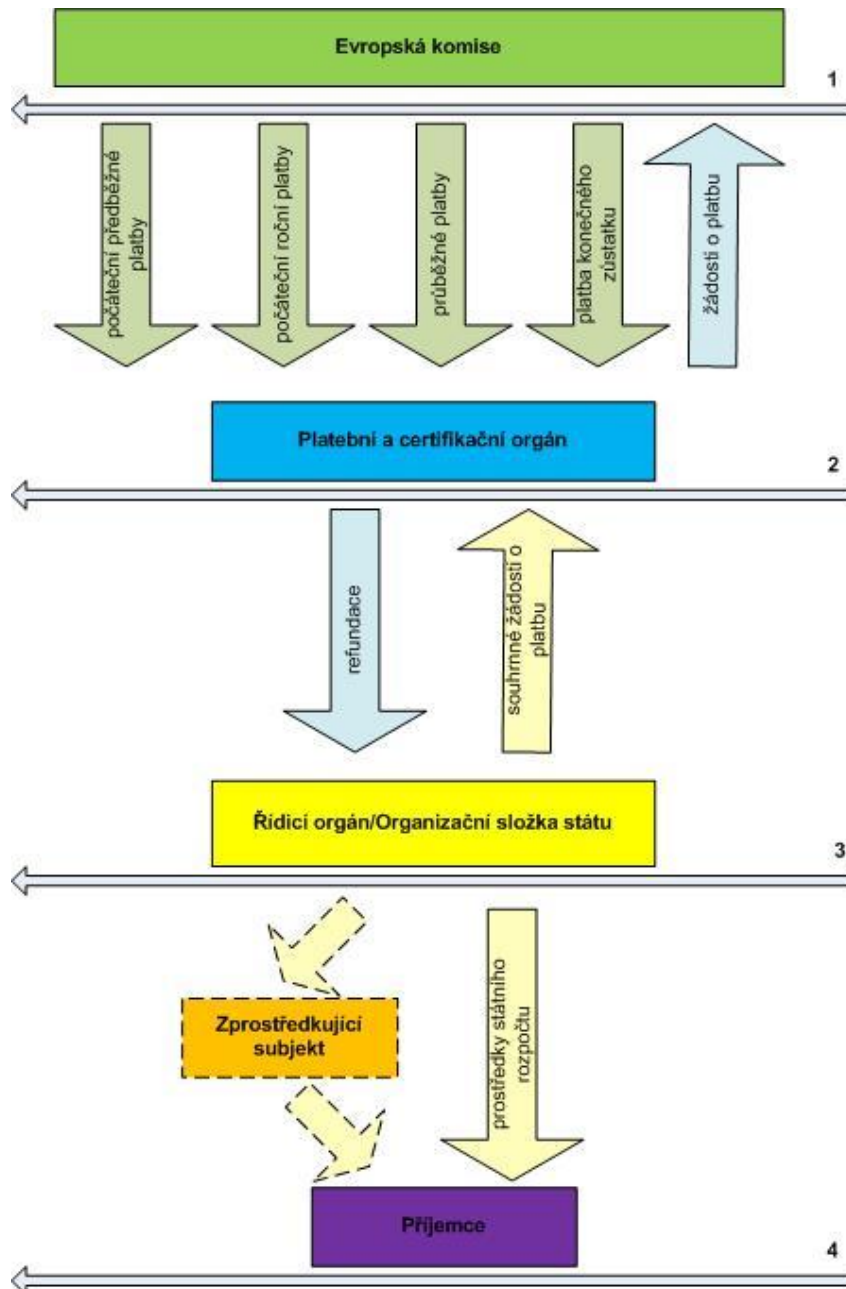 Evropská komise
1
počáteční předběžné
platby
počáteční roční platby
průběžné platby
platba konečného
zůstatku
žádosti o platbu
Platební a certifikační orgán
2
refundace
souhrnné žádosti o
platbu
Řídicí orgán/Organizační složka státu
3
Zprostředkující
subjekt
prostředky státního
rozpočtu
Příjemce
4